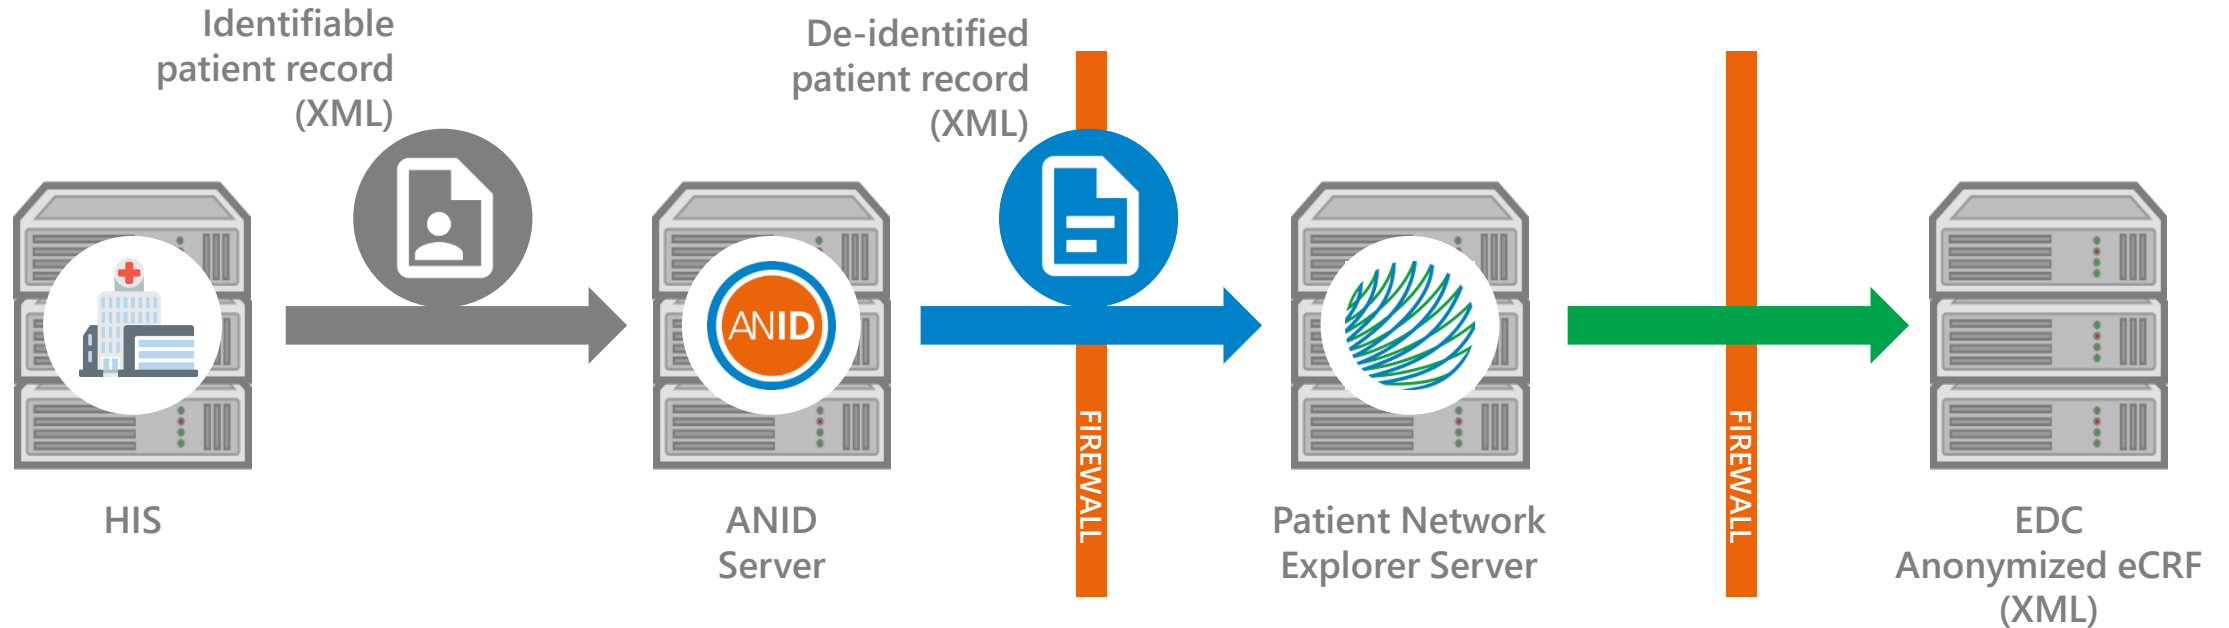 Identifiable
patient record
(XML)
De-identified
patient record
(XML)
ANID
FIREWALL
FIREWALL
HIS
ANID
Server
Patient Network
Explorer Server
EDC
Anonymized eCRF
(XML)